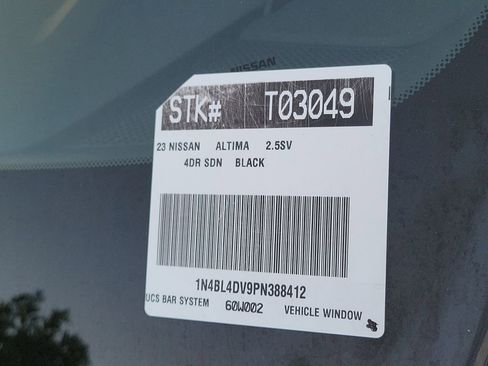 NISSAN
STK# T03049
23 NISSAN ALTIMA 2.5SV
4DR SDN BLACK
1N4BL4DV9PN388412
UCS BAR SYSTEM 60W002 VEHICLE WINDOW